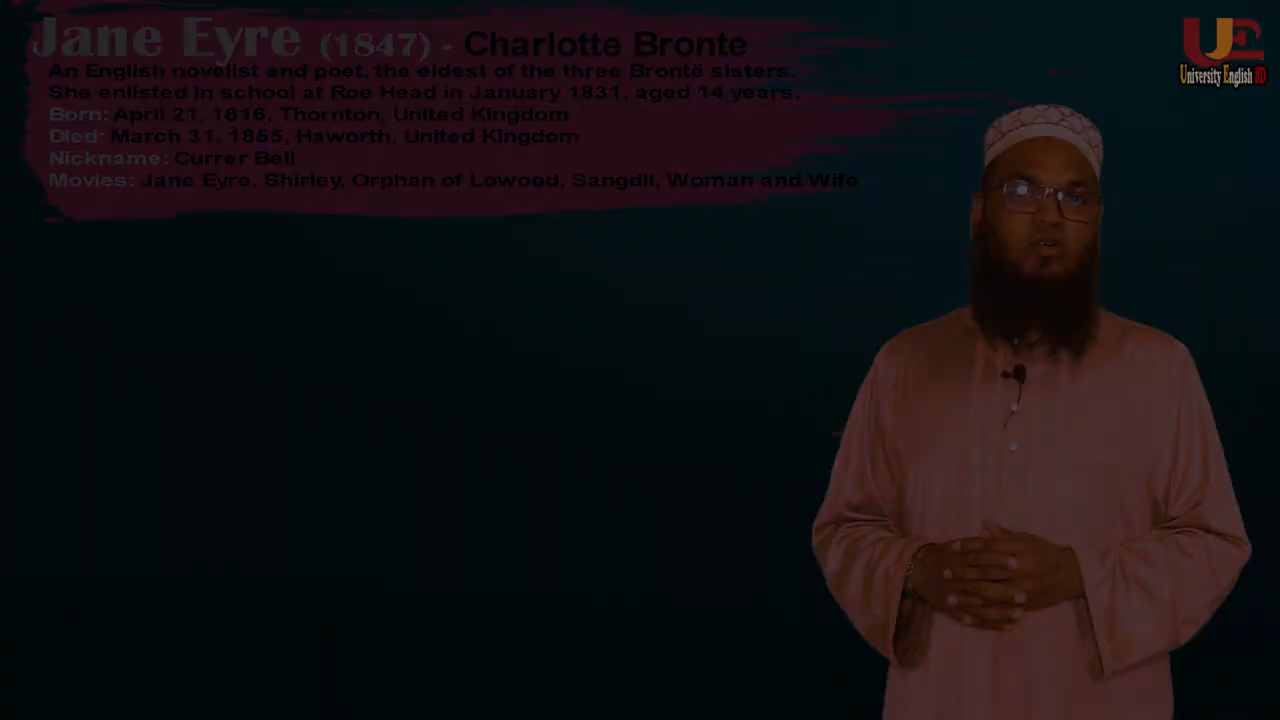 Jane Eyre (1847) - Charlotte Bronte
An English novelist and poet, the eldest of the three Brontë sisters.
She enlisted in school at Roe Head in January 1831, aged 14 years.
Born: April 21, 1816, Thornton, United Kingdom
Died: March 31, 1855, Haworth, United Kingdom
Nickname: Currer Bell
Movies: Jane Eyre, Shirley, Orphan of Lowood, Sangdil, Woman and Wife
UE
University English BD